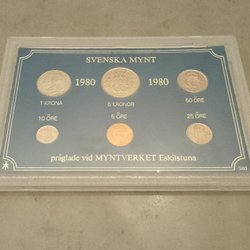 SVENSKA MYNT
1980 1980
1 KRONA 5 KRONOR 50 ÖRE
10 ÖRE 5 ÖRE 25 ÖRE
präglade vid MYNTVERKET Eskilstuna